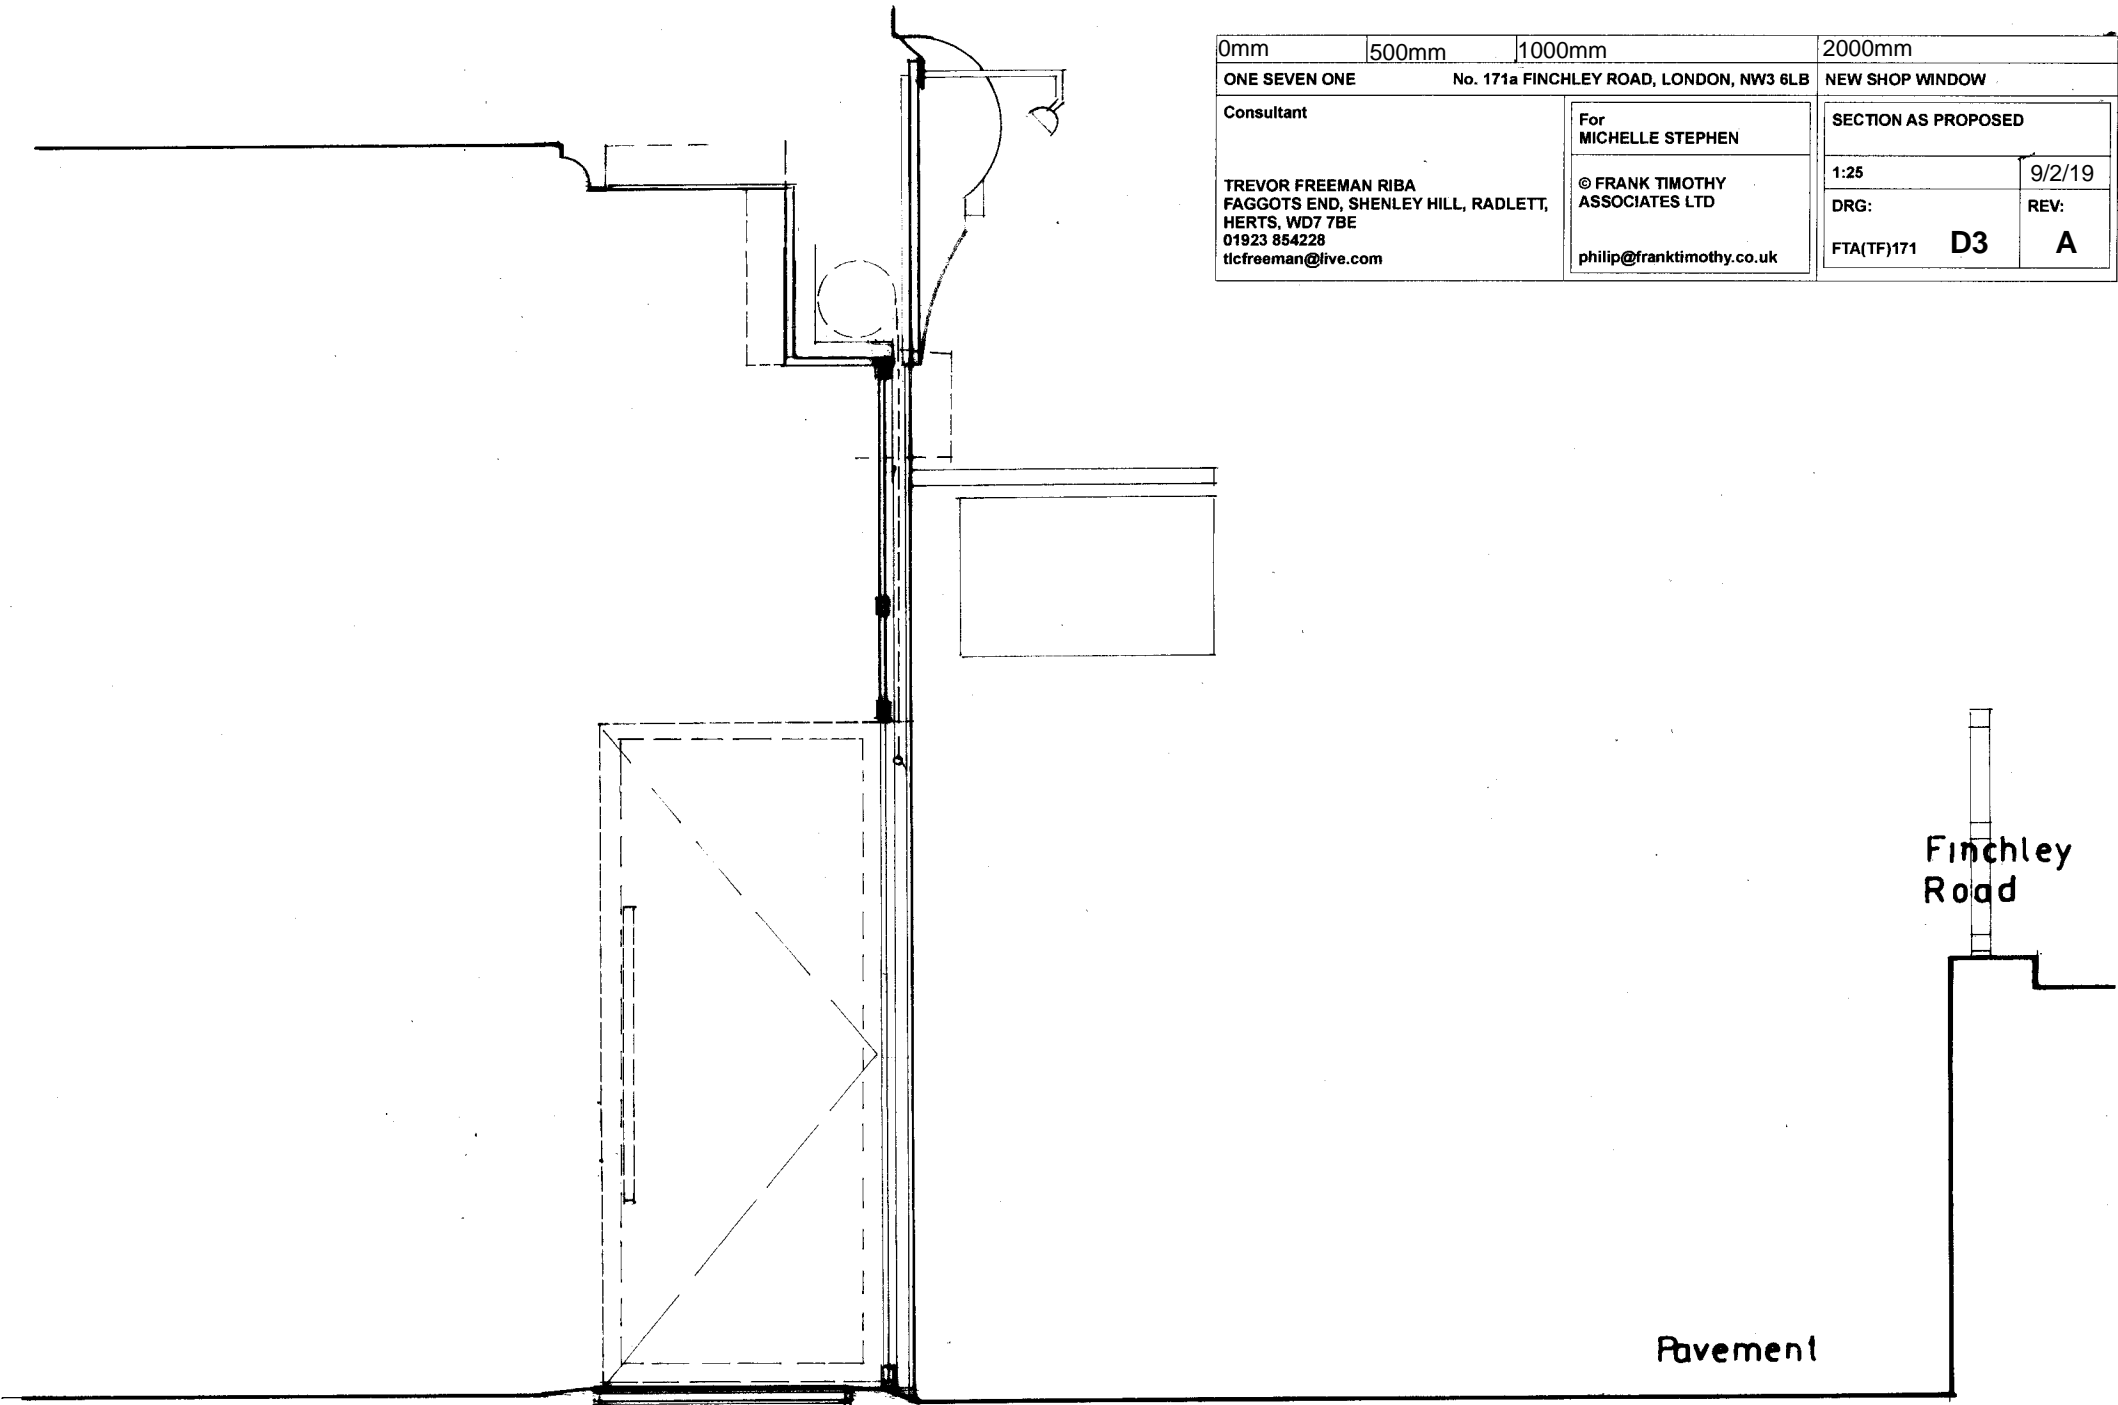 0mm 500mm 1000mm 2000mm
ONE SEVEN ONE No. 171a FINCHLEY ROAD, LONDON, NW3 6LB NEW SHOP WINDOW
Consultant
TREVOR FREEMAN RIBA
FAGGOTS END, SHENLEY HILL, RADLETT,
HERTS, WD7 7BE
01923 854228
tlcfreeman@live.com
For
MICHELLE STEPHEN
© FRANK TIMOTHY
ASSOCIATES LTD
philip@franktimothy.co.uk
SECTION AS PROPOSED
1:25 9/2/19
DRG: REV:
FTA(TF)171 D3 A
Finchley
Road
Pavement